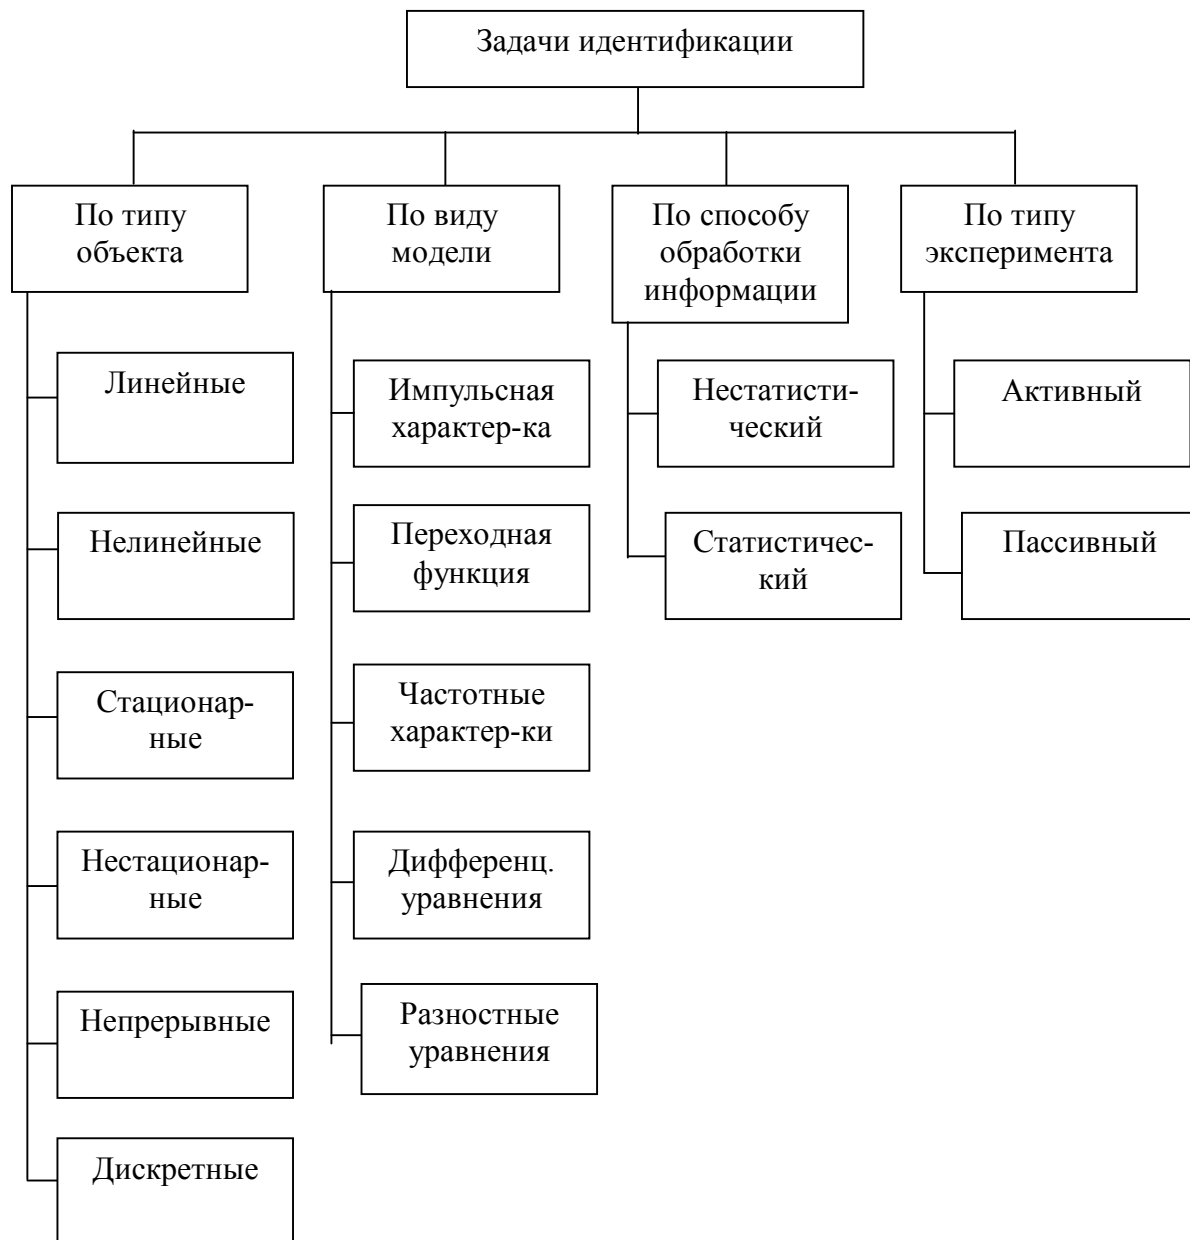 Задачи идентификации
По типу
объекта
По виду
модели
По способу
обработки
информации
По типу
эксперимента
Линейные
Нелинейные
Стационар-
ные
Нестационар-
ные
Непрерывные
Дискретные
Импульсная
характер-ка
Переходная
функция
Частотные
характер-ки
Дифференц.
уравнения
Разностные
уравнения
Нестатисти-
ческий
Статистичес-
кий
Активный
Пассивный